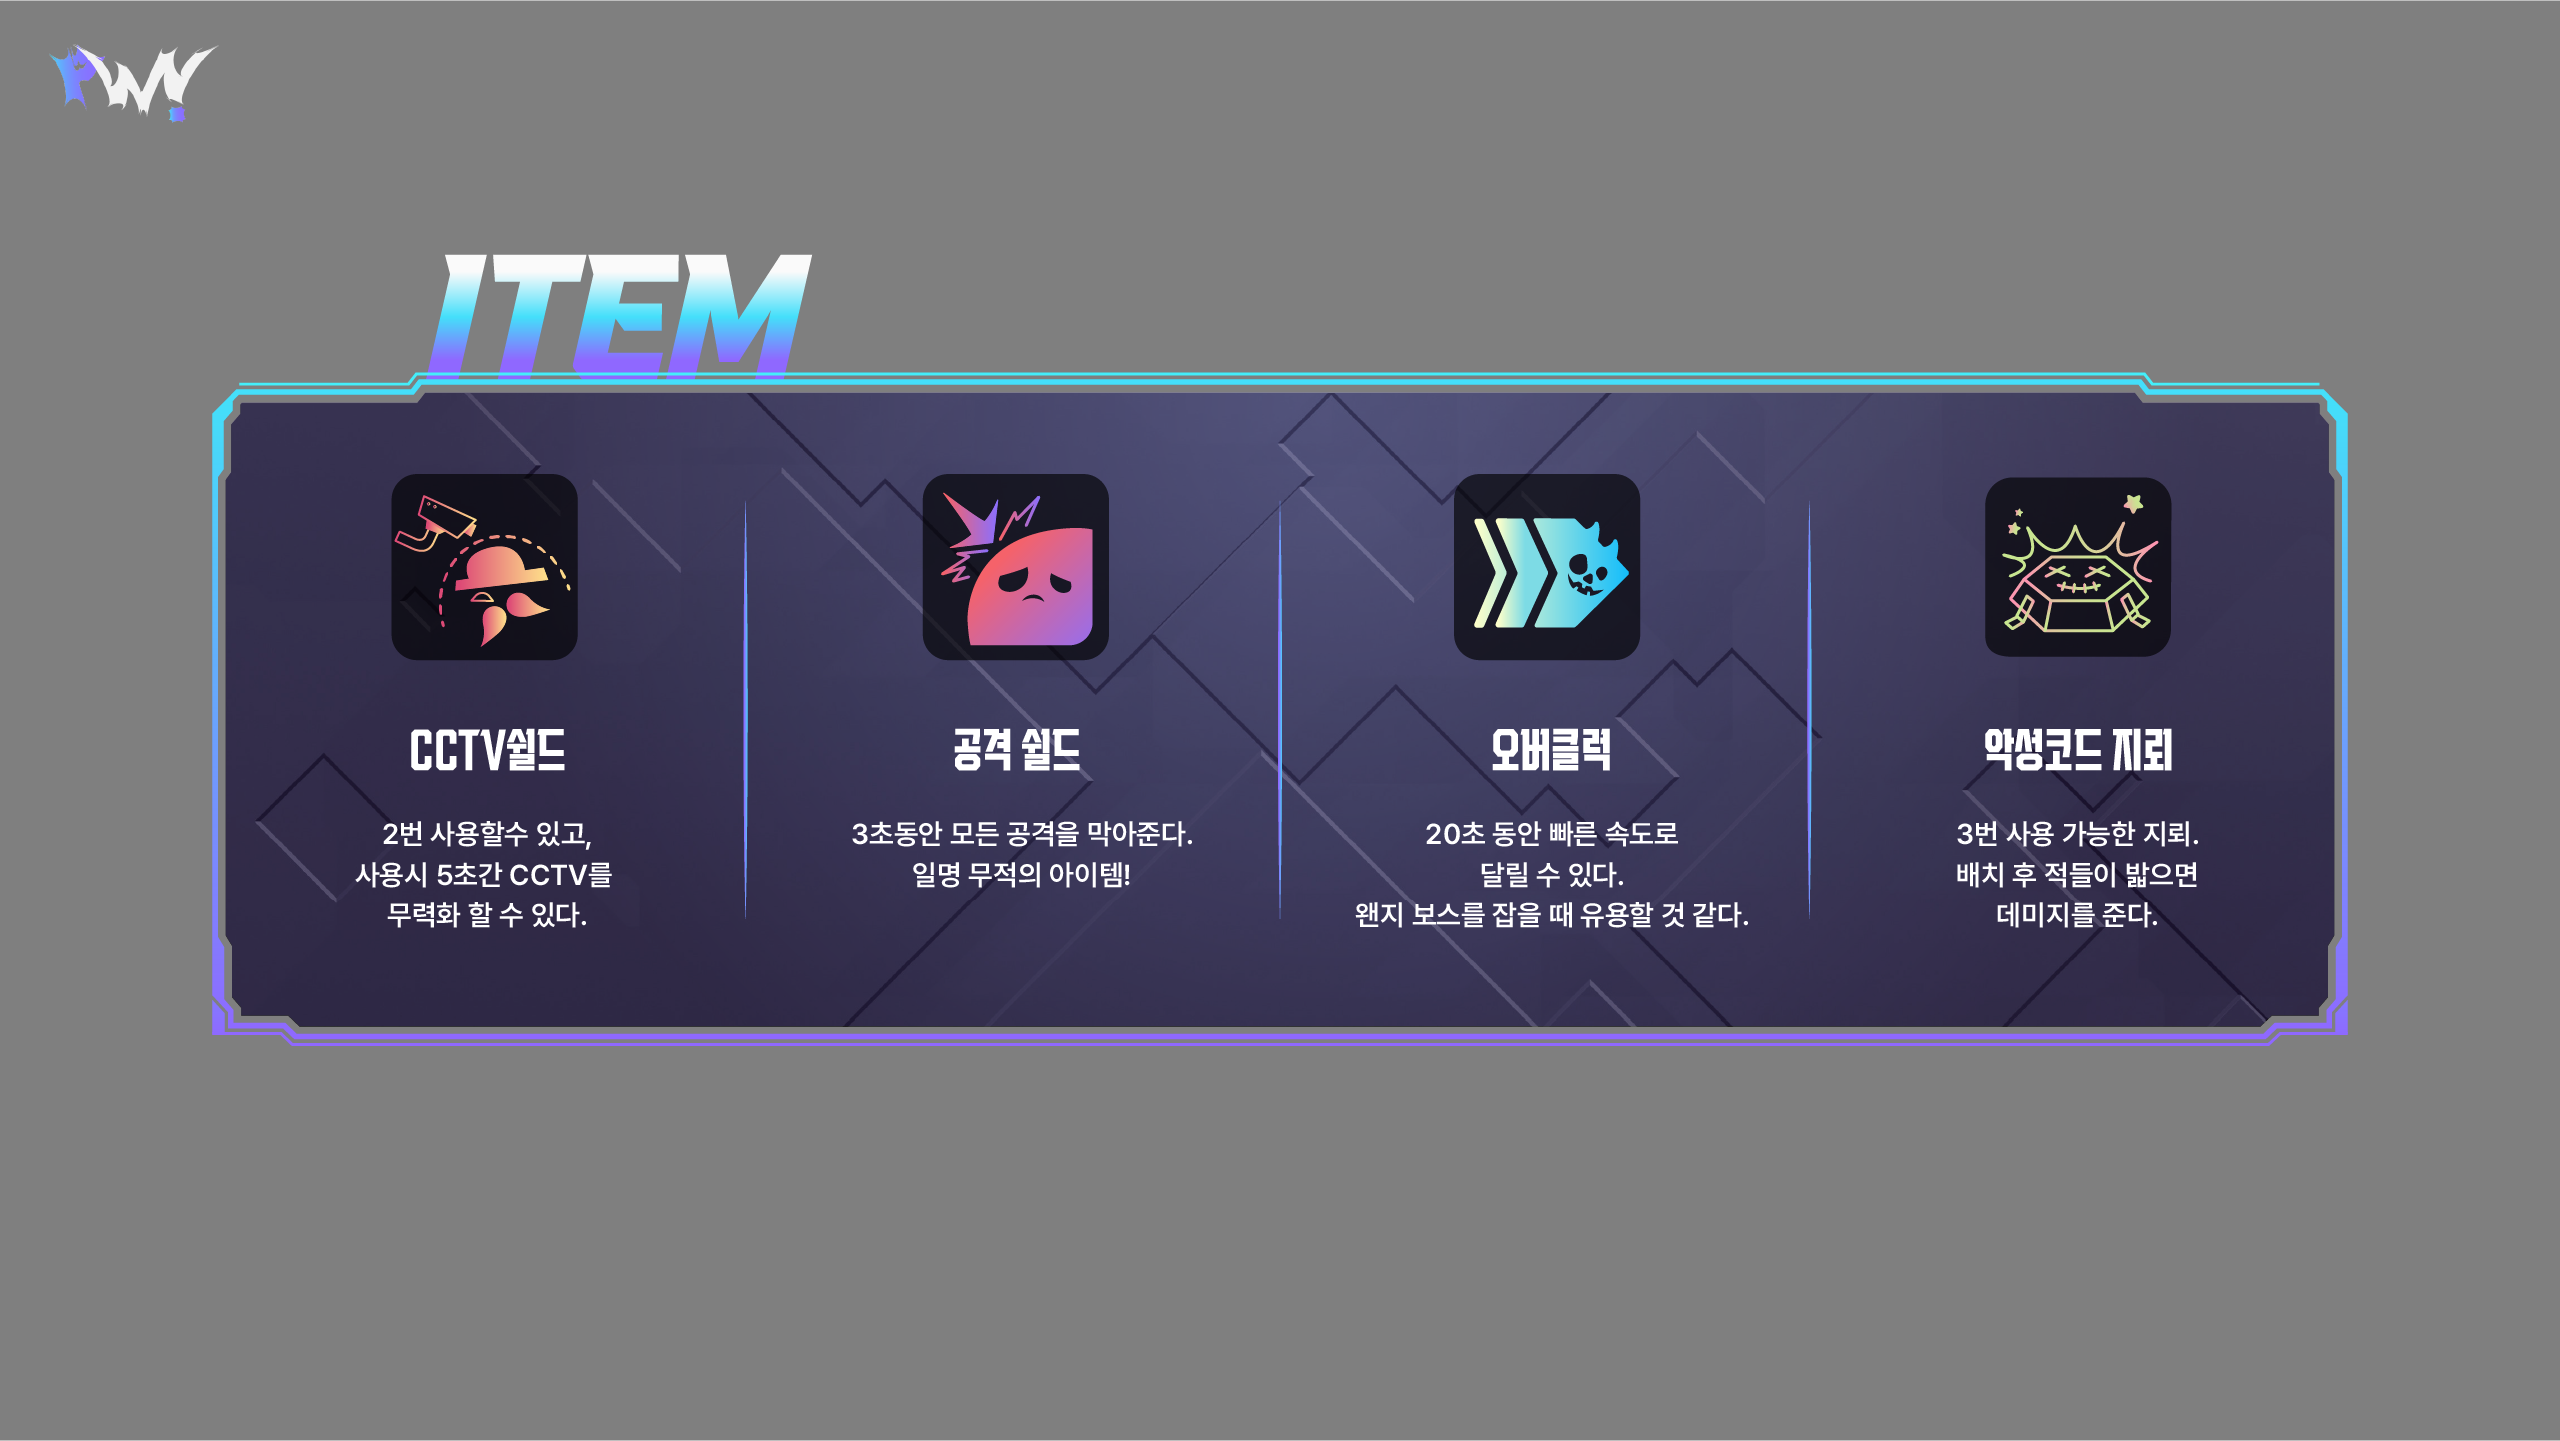 PWN!
ITEM
CCTV쉴드
2번 사용할수 있고,
사용시 5초간 CCTV를
무력화 할 수 있다.
공격 쉴드
3초동안 모든 공격을 막아준다.
일명 무적의 아이템!
오버클럭
20초 동안 빠른 속도로
달릴 수 있다.
왠지 보스를 잡을 때 유용할 것 같다.
악성코드 지뢰
3번 사용 가능한 지뢰.
배치 후 적들이 밟으면
데미지를 준다.